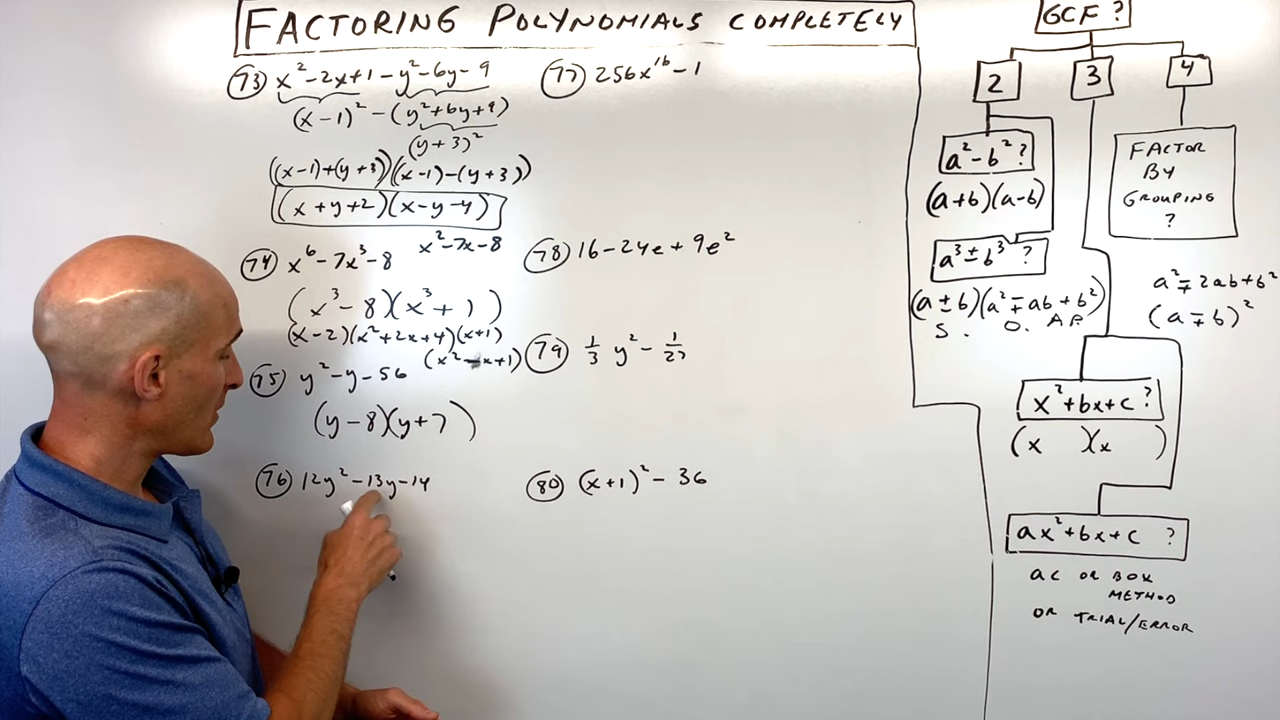 FACTORING POLYNOMIALS COMPLETELY
73 x² - 2x + 1 - y² - 6y - 9
(x - 1)² - (y² + 6y + 9)
(y + 3)²
((x-1)+(y+3))((x-1)-(y+3))
(x + y + 2)(x - y - 4)
74 x⁶ - 7x³ - 8
x² - 7x - 8
(x³ - 8)(x³ + 1)
(x-2)(x²+2x+4)(x+1)
(x² - x + 1)
75 y² - y - 56
(y - 8)(y + 7)
76 12y² - 13y - 14
77 256x¹⁶ - 1
78 16 - 24e + 9e²
79 1/3 y² - 1/27
80 (x+1)² - 36
GCF ?
2
3
4
a² - b² ?
(a+b)(a-b)
a³ ± b³ ?
(a ± b)(a² ∓ ab + b²)
S. O. AP.
FACTOR
BY
GROUPING
?
a² ∓ 2ab + b²
(a ∓ b)²
x² + bx + c ?
(x )(x )
ax² + bx + c ?
ac OR BOX
METHOD
OR TRIAL/ERROR